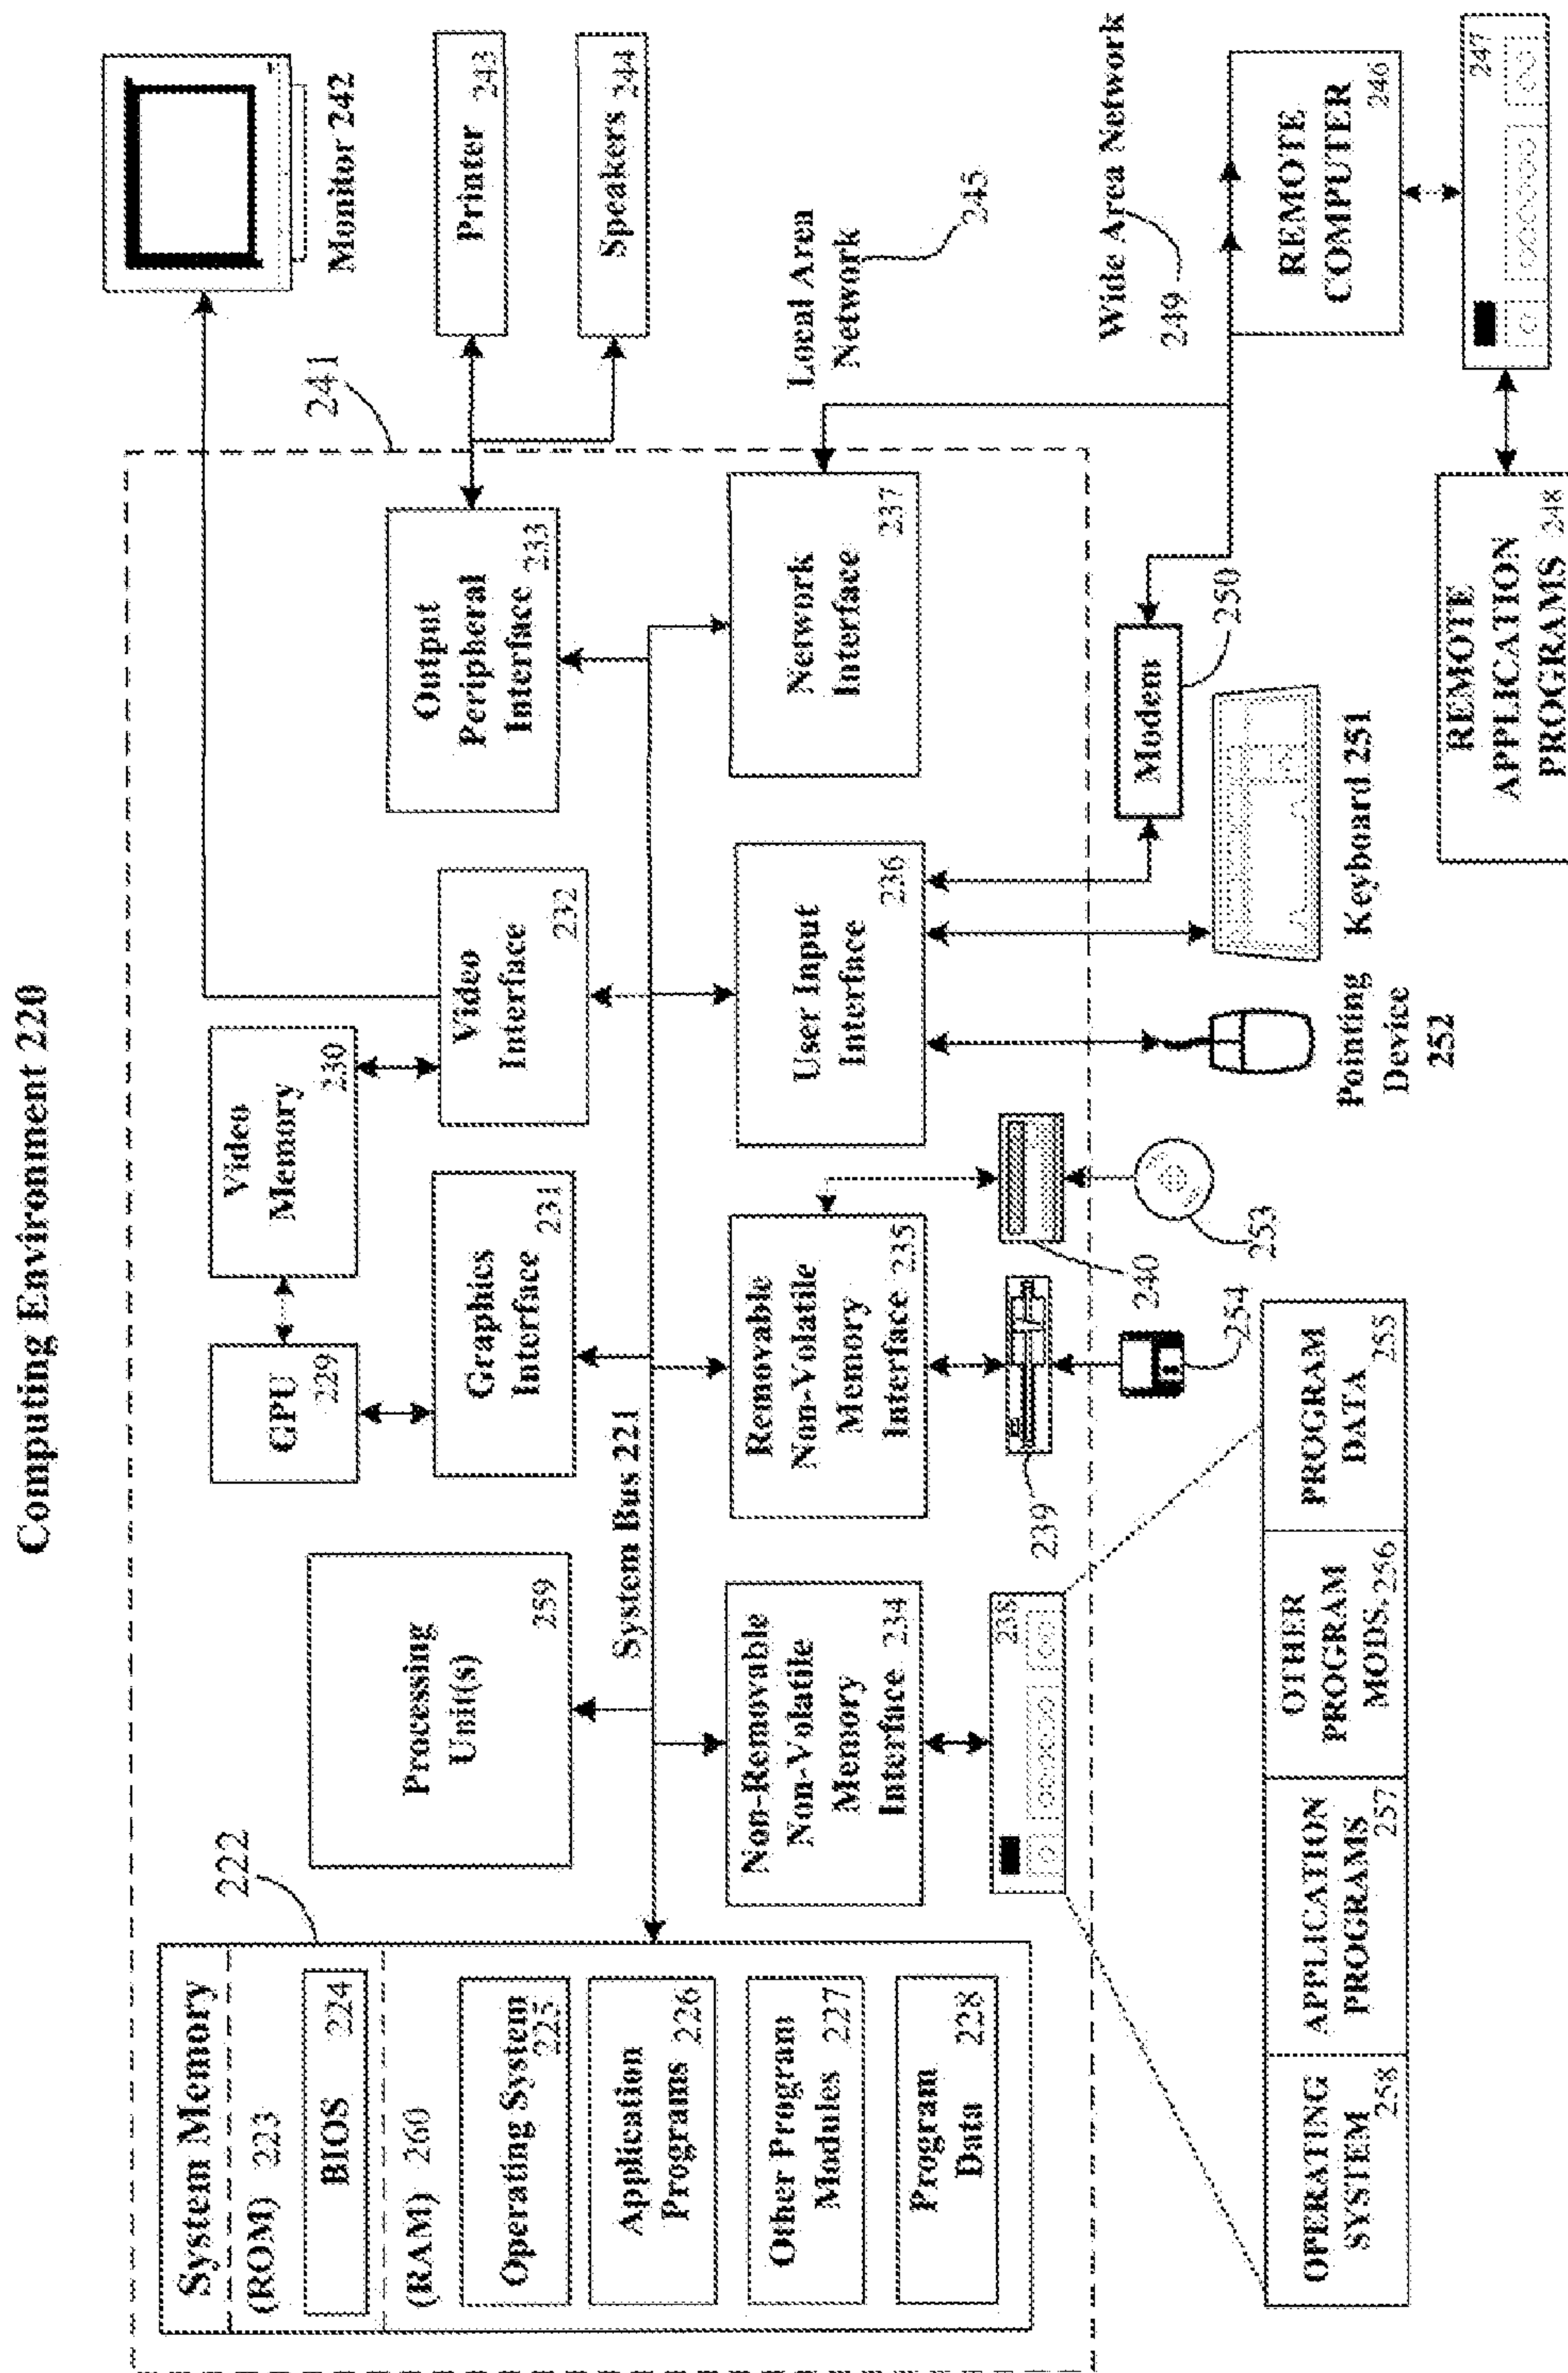 Computing Environment 220
222
System Memory
(ROM) 223
BIOS 224
(RAM) 260
Operating System
225
Application
Programs 226
Other Program
Modules 227
Program
Data 228
Processing
Unit(s)
259
GPU
229
Video
Memory
230
Graphics
Interface
231
Video
Interface
232
Output
Peripheral
Interface 233
241
Monitor 242
Printer 243
Speakers 244
System Bus 221
Non-Removable
Non-Volatile
Memory
Interface 234
Removable
Non-Volatile
Memory
Interface 235
User Input
Interface
236
Network
Interface
237
Local Area
Network
245
238
239
240
254
253
Modem
250
Wide Area Network
249
Pointing
Device
252
Keyboard 251
REMOTE
COMPUTER
246
247
REMOTE
APPLICATION
PROGRAMS 248
OPERATING
SYSTEM
258
APPLICATION
PROGRAMS
257
OTHER
PROGRAM
MODS. 256
PROGRAM
DATA
255